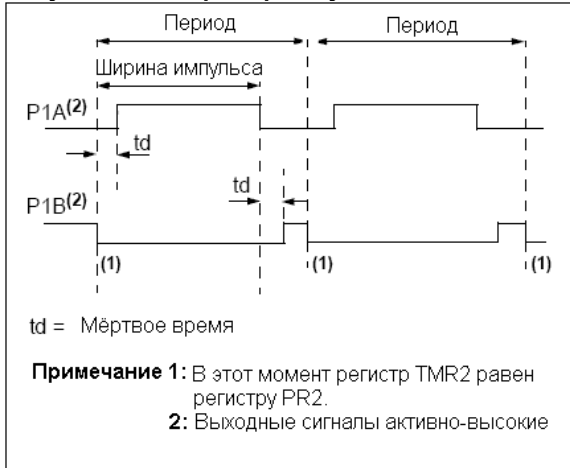 Период Период
Ширина импульса
P1A(2)
td
td
P1B(2)
(1) (1) (1)
td = Мёртвое время
Примечание 1: В этот момент регистр TMR2 равен
регистру PR2.
2: Выходные сигналы активно-высокие